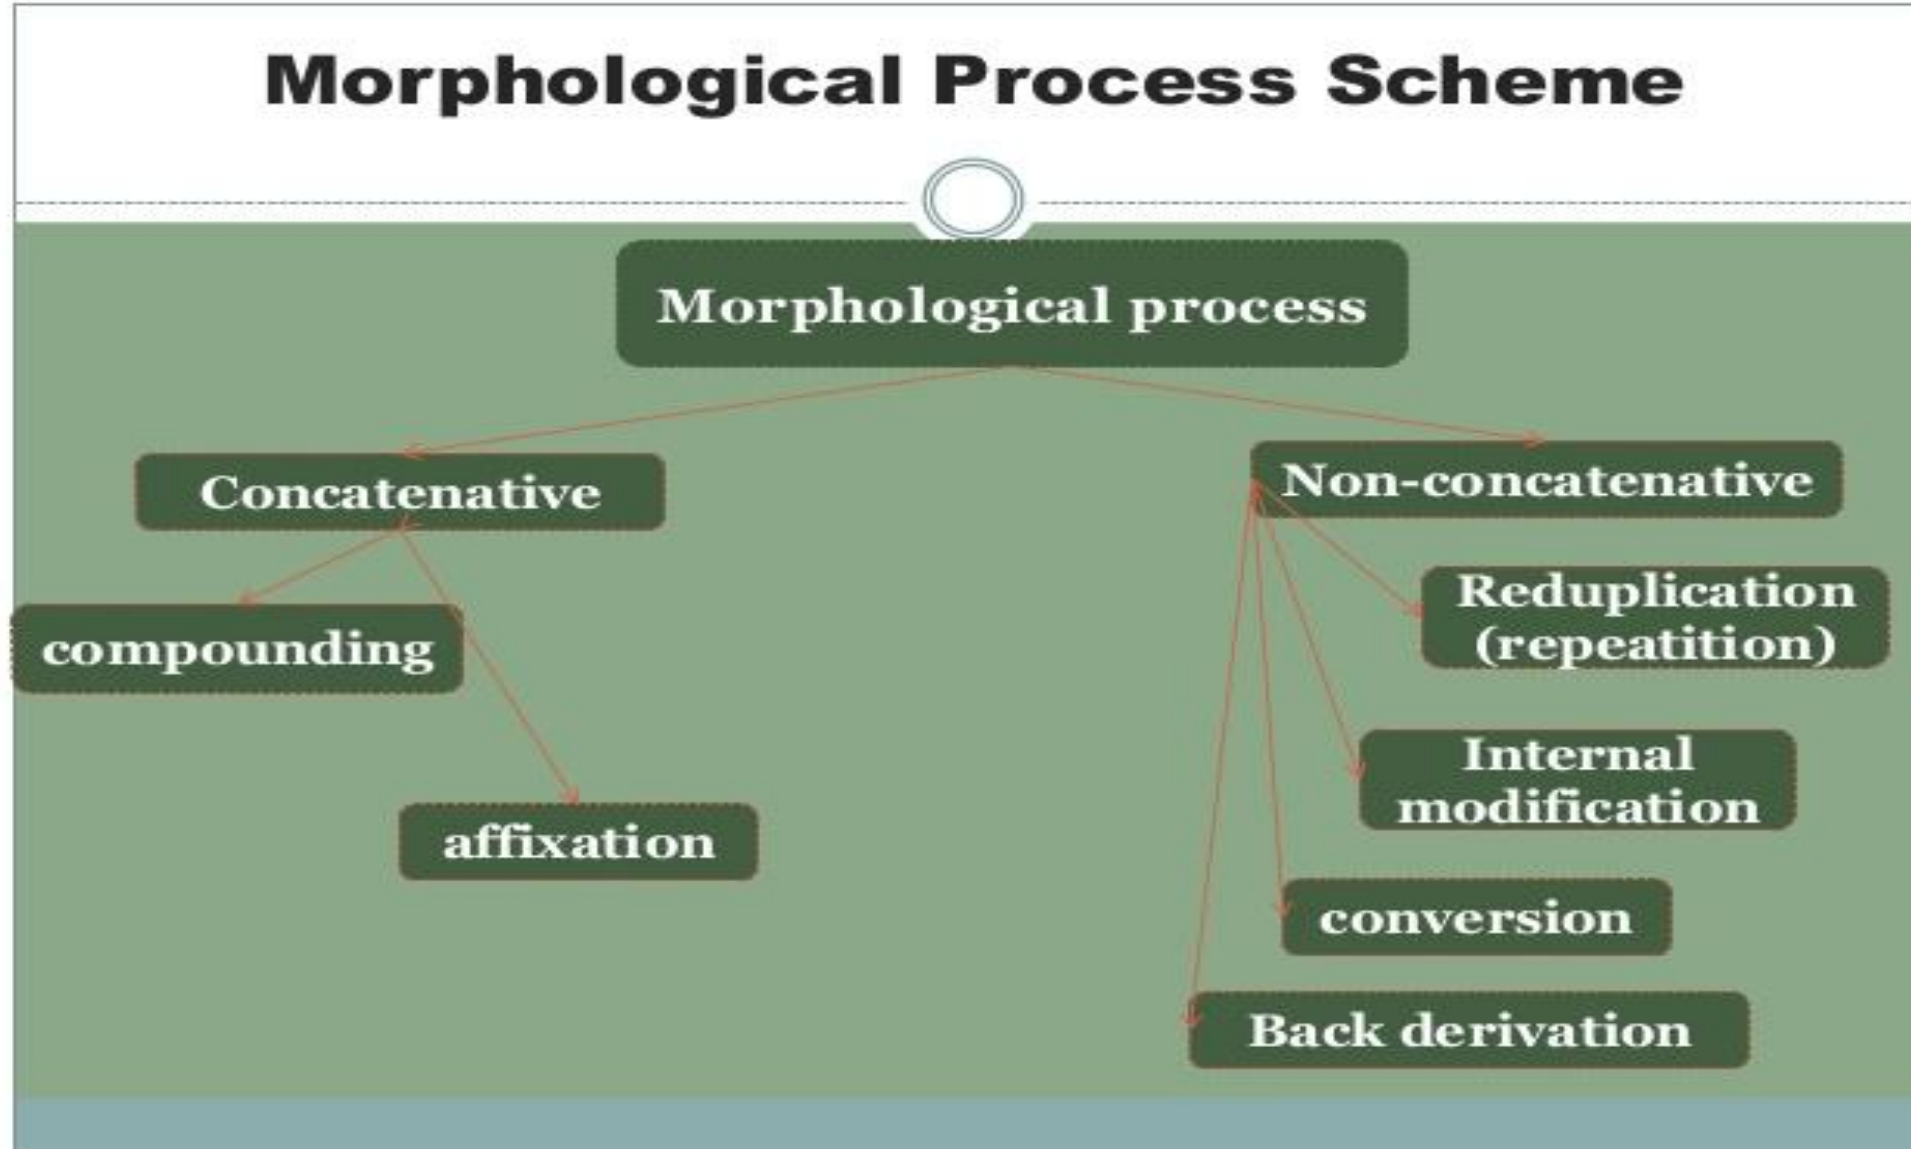 Morphological Process Scheme
Morphological process
Concatenative
Non-concatenative
compounding
affixation
Reduplication
(repeatition)
Internal
modification
conversion
Back derivation